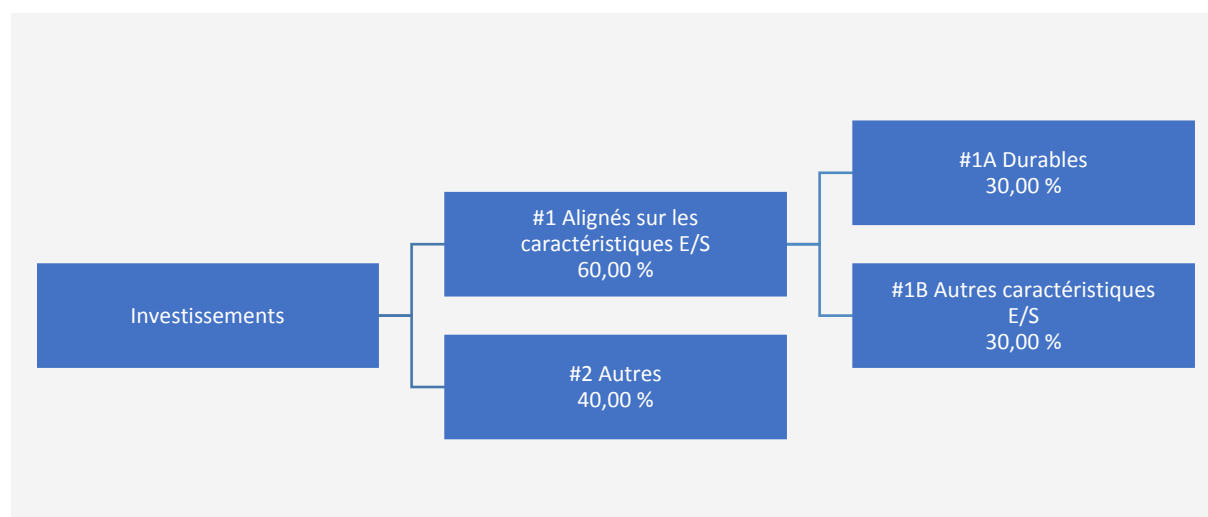 Investissements
#1 Alignés sur les
caractéristiques E/S
60,00 %
#2 Autres
40,00 %
#1A Durables
30,00 %
#1B Autres caractéristiques
E/S
30,00 %